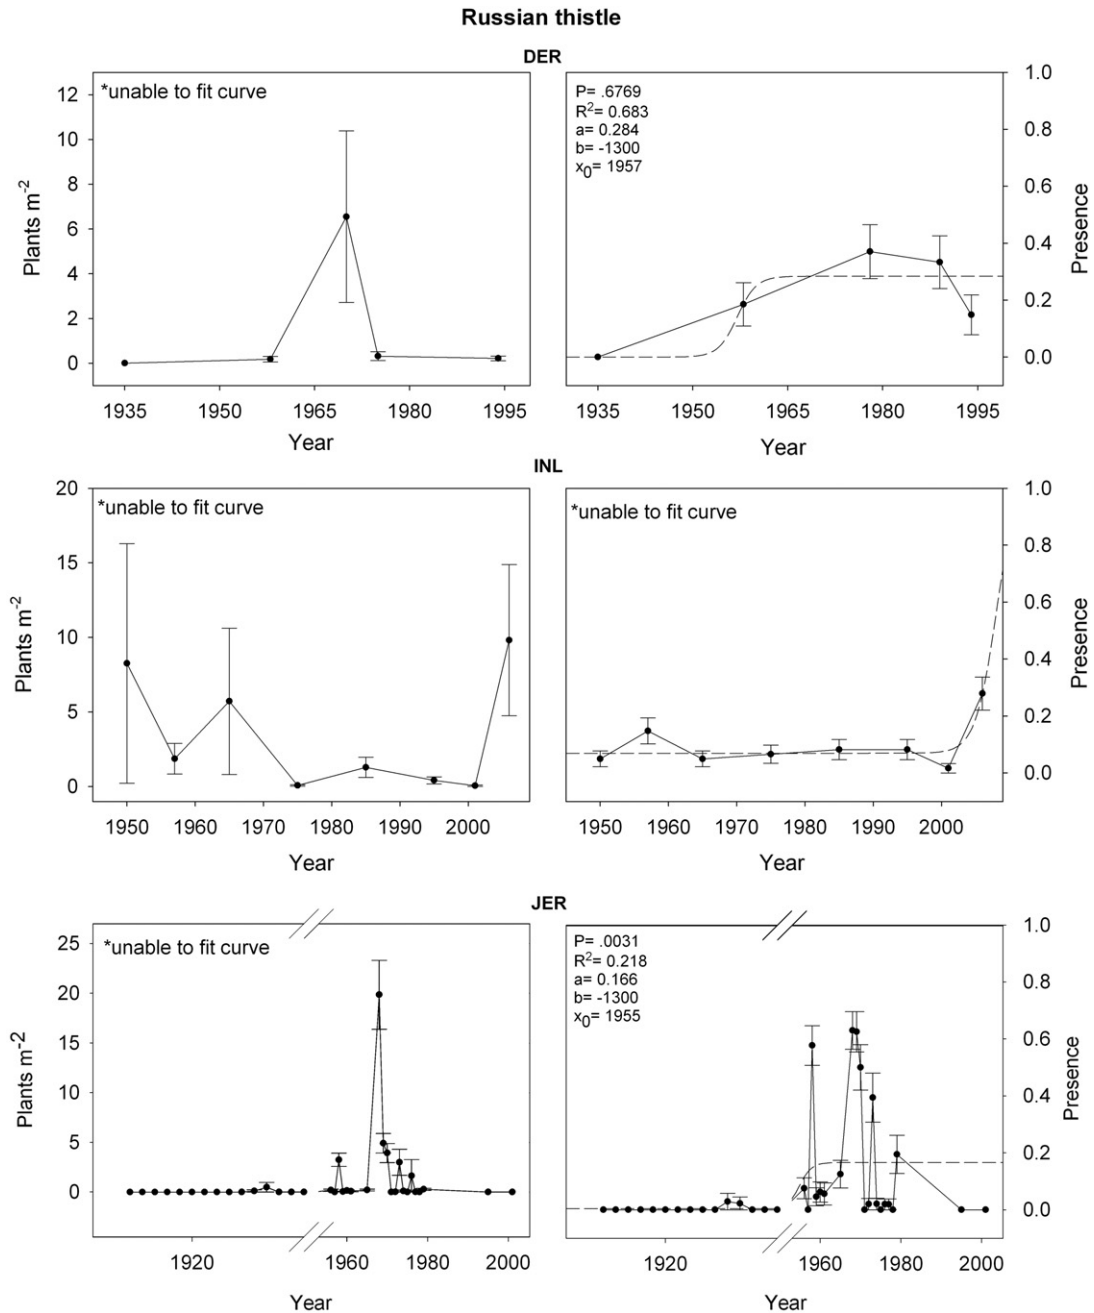 Russian thistle
DER
*unable to fit curve
Plants m⁻²
12
10
8
6
4
2
0
1935 1950 1965 1980 1995
Year
P= .6769
R²= 0.683
a= 0.284
b= -1300
x₀= 1957
1.0
0.8
0.6
0.4
0.2
0.0
Presence
1935 1950 1965 1980 1995
Year
INL
*unable to fit curve
Plants m⁻²
20
15
10
5
0
1950 1960 1970 1980 1990 2000
Year
*unable to fit curve
1.0
0.8
0.6
0.4
0.2
0.0
Presence
1950 1960 1970 1980 1990 2000
Year
JER
*unable to fit curve
Plants m⁻²
25
20
15
10
5
0
1920 1960 1980 2000
Year
P= .0031
R²= 0.218
a= 0.166
b= -1300
x₀= 1955
1.0
0.8
0.6
0.4
0.2
0.0
Presence
1920 1960 1980 2000
Year